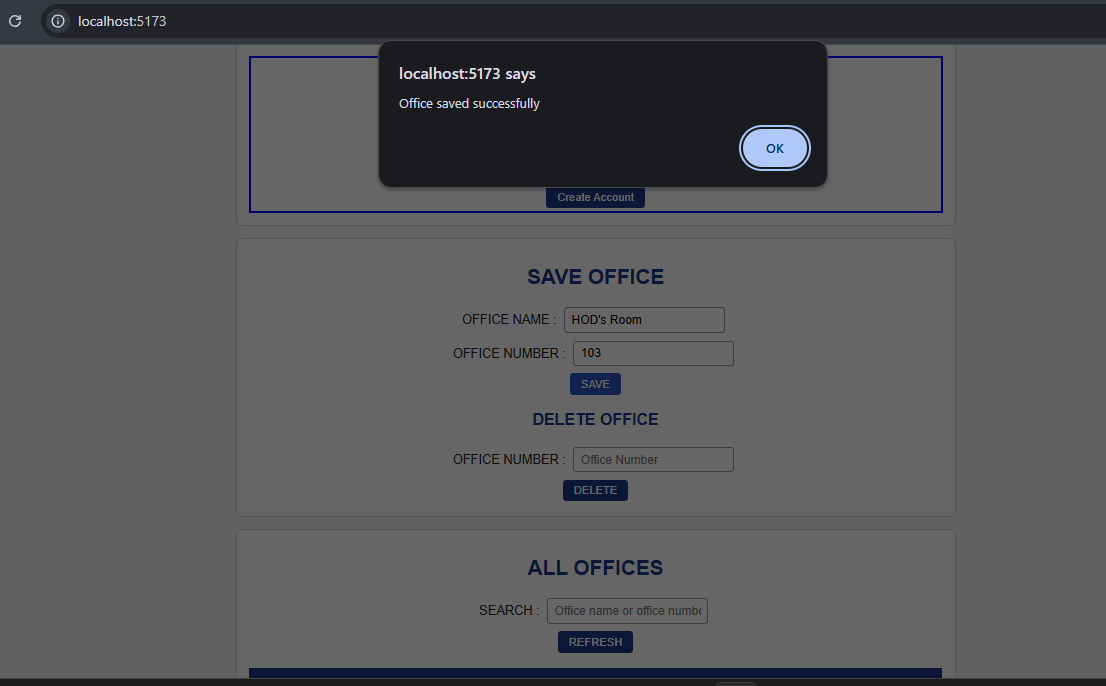 localhost:5173
localhost:5173 says
Office saved successfully
OK
Create Account
SAVE OFFICE
OFFICE NAME : HOD's Room
OFFICE NUMBER : 103
SAVE
DELETE OFFICE
OFFICE NUMBER : Office Number
DELETE
ALL OFFICES
SEARCH : Office name or office numbe
REFRESH